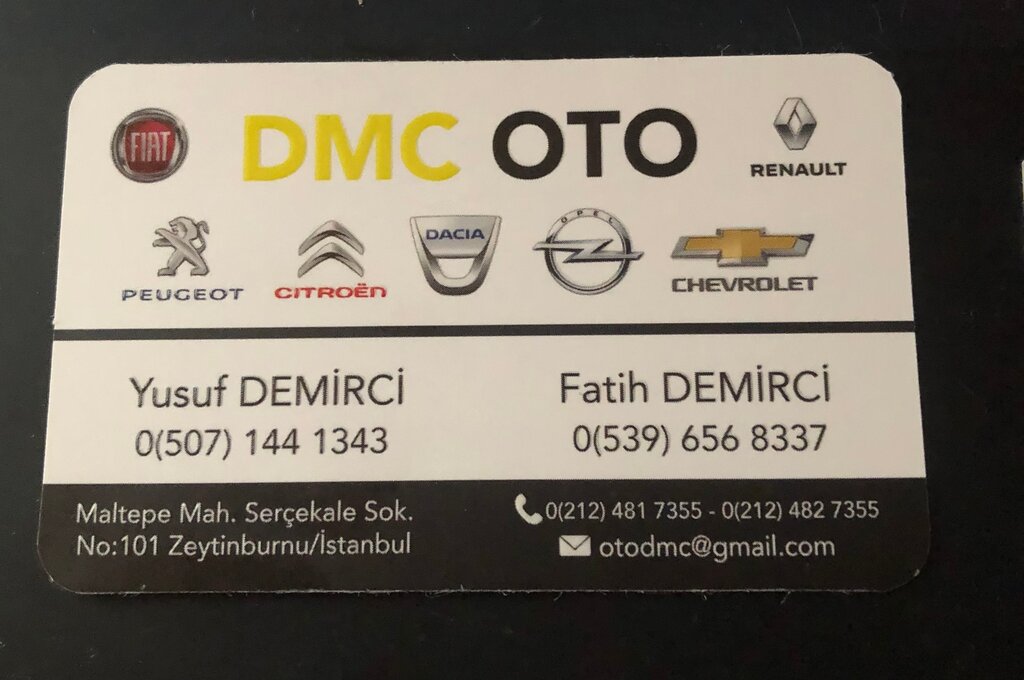 FIAT
DMC OTO
RENAULT
PEUGEOT
CITROËN
DACIA
OPEL
CHEVROLET
Yusuf DEMİRCİ
0(507) 144 1343
Fatih DEMİRCİ
0(539) 656 8337
Maltepe Mah. Serçekale Sok.
No:101 Zeytinburnu/İstanbul
0(212) 481 7355 - 0(212) 482 7355
otodmc@gmail.com